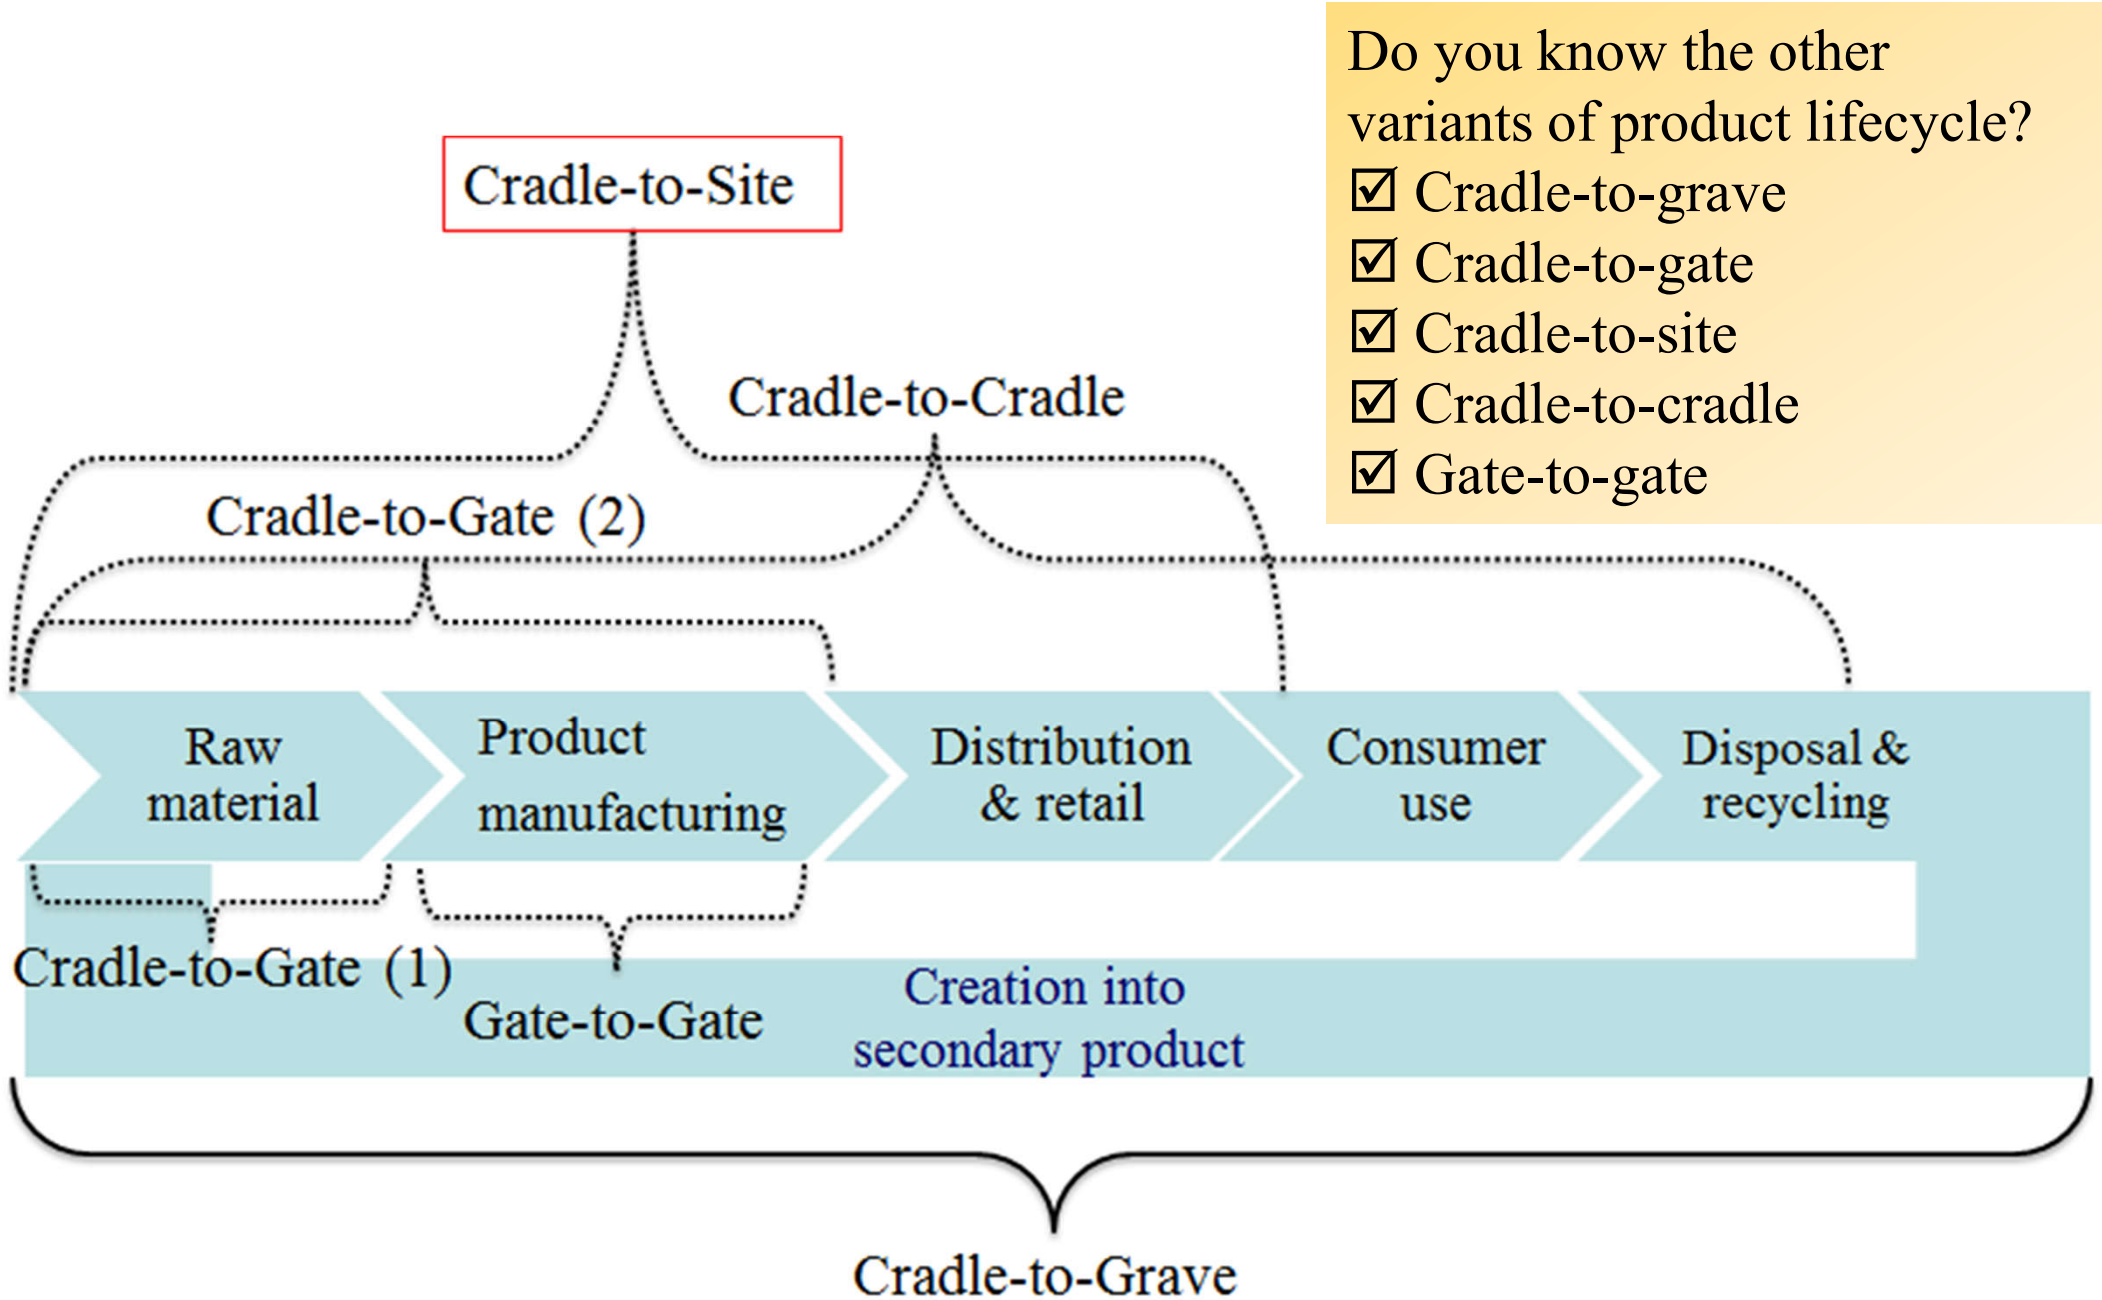 Do you know the other
variants of product lifecycle?
☑ Cradle-to-grave
☑ Cradle-to-gate
☑ Cradle-to-site
☑ Cradle-to-cradle
☑ Gate-to-gate
Cradle-to-Site
Cradle-to-Cradle
Cradle-to-Gate (2)
Raw
material
Product
manufacturing
Distribution
& retail
Consumer
use
Disposal &
recycling
Cradle-to-Gate (1)
Gate-to-Gate
Creation into
secondary product
Cradle-to-Grave